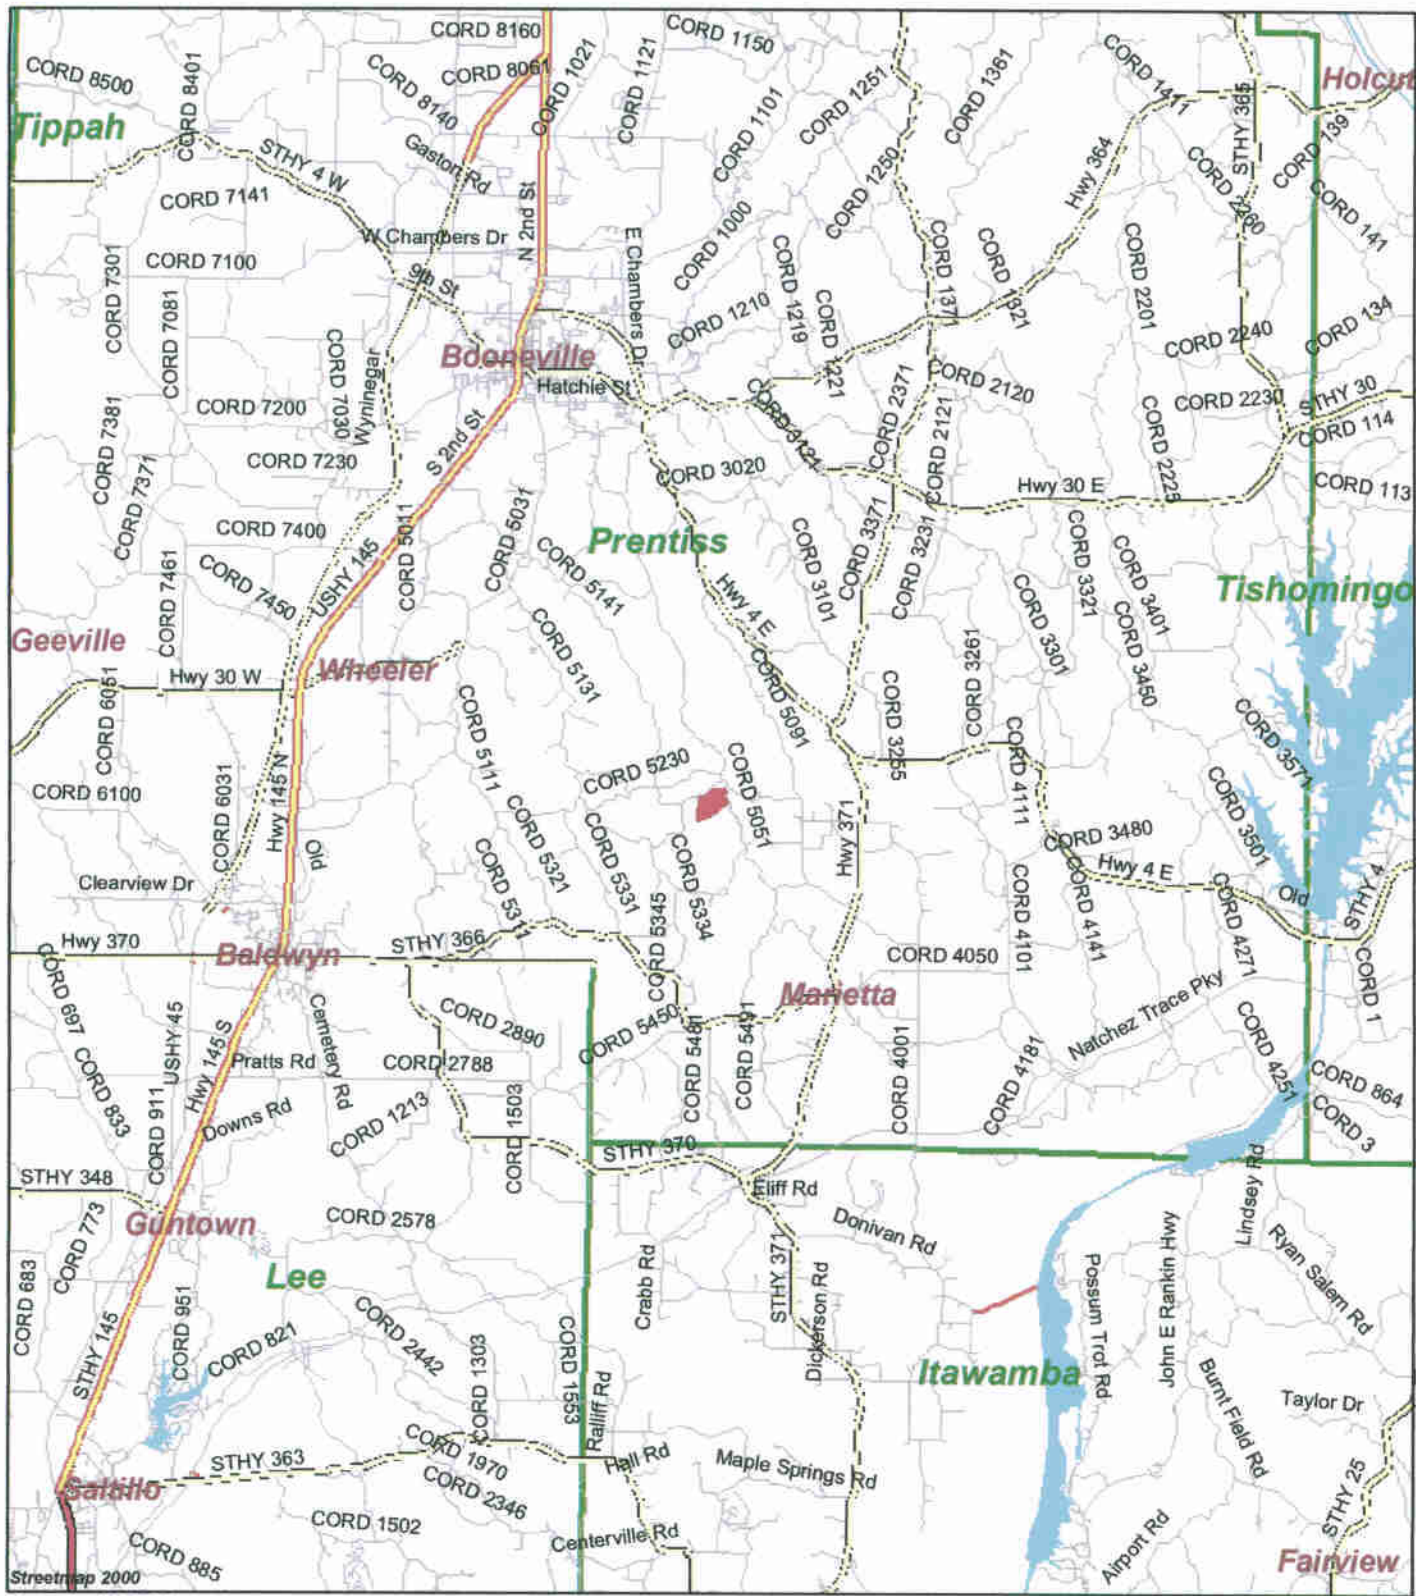 CORD 8160
CORD 1150
CORD 8500
CORD 8401
CORD 8140
CORD 8061
CORD 1021
CORD 1121
CORD 1101
CORD 1251
CORD 1361
CORD 1411
STHY 365
Holcut
Tippah
STHY 4 W
Gaston Rd
CORD 1250
Hwy 364
CORD 2260
CORD 139
CORD 141
CORD 7141
W Chambers Dr
N 2nd St
E Chambers Dr
CORD 1000
CORD 7301
CORD 7100
9th St
CORD 7081
CORD 1210
CORD 1219
CORD 1221
CORD 1371
CORD 1321
CORD 2201
CORD 2240
CORD 134
CORD 7030
Wyninegar
Booneville
Hatchie St
CORD 2371
CORD 2120
CORD 2230
STHY 30
CORD 7381
CORD 7200
S 2nd St
CORD 3121
CORD 2121
CORD 2225
CORD 114
CORD 7371
CORD 7230
CORD 3020
Hwy 30 E
CORD 113
CORD 7400
CORD 5011
CORD 5031
Prentiss
CORD 3371
CORD 3231
CORD 3321
CORD 3401
CORD 7461
CORD 7450
USHY 145
CORD 5141
Hwy 4 E
CORD 3101
Tishomingo
Geeville
CORD 3301
CORD 3450
Hwy 30 W
Wheeler
CORD 5131
CORD 5091
CORD 3255
CORD 3261
CORD 6051
CORD 5111
CORD 3571
CORD 6100
CORD 6031
Hwy 145 N
CORD 5230
CORD 5051
CORD 4111
Old
CORD 5321
CORD 5331
CORD 5334
Hwy 371
CORD 3480
CORD 3501
Clearview Dr
CORD 5311
CORD 5345
CORD 4101
CORD 4141
Hwy 4 E
CORD 4271
Old
STHY 4
Hwy 370
Baldwyn
STHY 366
CORD 4050
CORD 1
CORD 697
Marietta
Natchez Trace Pky
USHY 45
Hwy 145 S
Cemetery Rd
CORD 2890
CORD 5450
CORD 5481
CORD 5491
CORD 4001
CORD 4181
CORD 4251
CORD 864
CORD 833
Pratts Rd
CORD 2788
CORD 911
Downs Rd
CORD 1213
CORD 1503
CORD 3
STHY 348
STHY 370
Eliff Rd
Lindsey Rd
CORD 773
Guntown
CORD 2578
Donivan Rd
CORD 683
Lee
Crabb Rd
STHY 371
Dickerson Rd
Possum Trot Rd
John E Rankin Hwy
Ryan Salem Rd
CORD 951
CORD 821
CORD 2442
CORD 1303
CORD 1553
Ralliff Rd
STHY 145
Itawamba
Burnt Field Rd
Taylor Dr
STHY 363
CORD 1970
Hall Rd
Maple Springs Rd
Saltillo
CORD 2346
STHY 25
CORD 1502
Centerville Rd
Airport Rd
CORD 885
Fairview
Streetmap 2000